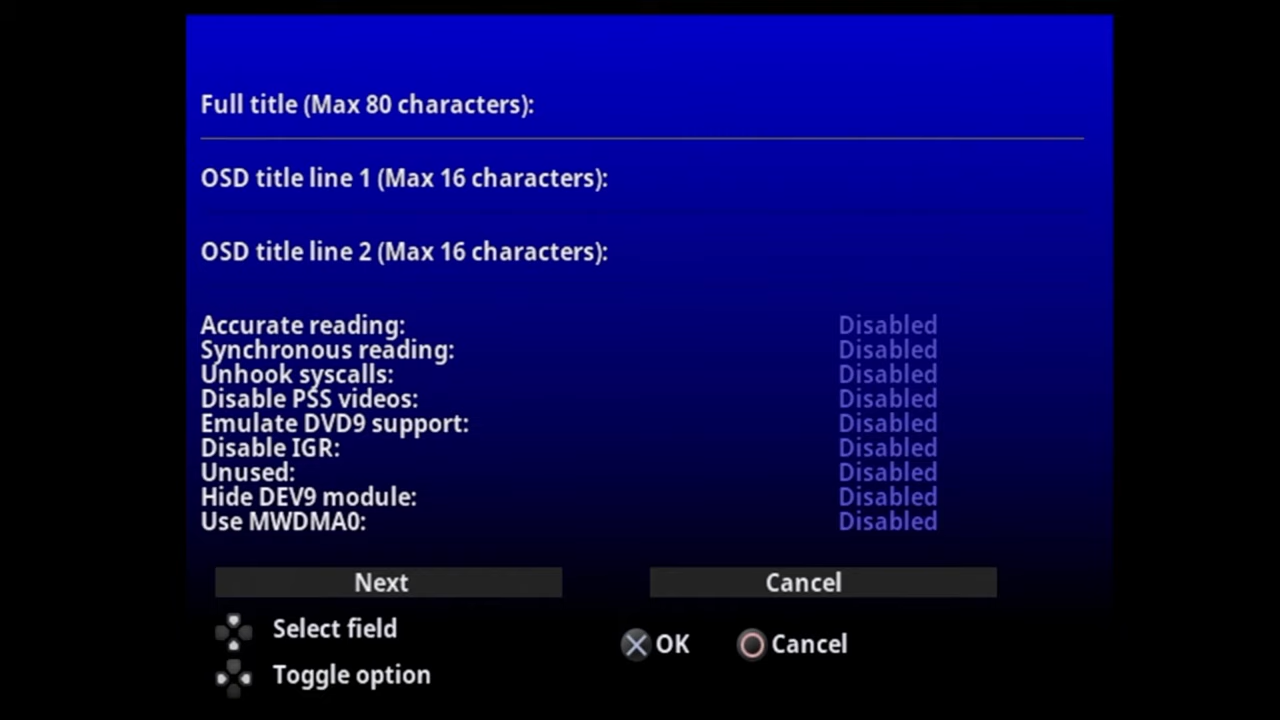 Full title (Max 80 characters):
OSD title line 1 (Max 16 characters):
OSD title line 2 (Max 16 characters):
Accurate reading: Disabled
Synchronous reading: Disabled
Unhook syscalls: Disabled
Disable PSS videos: Disabled
Emulate DVD9 support: Disabled
Disable IGR: Disabled
Unused: Disabled
Hide DEV9 module: Disabled
Use MWDMA0: Disabled
Next Cancel
Select field
OK Cancel
Toggle option